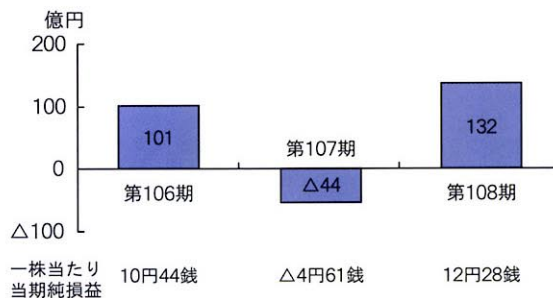 億円
200
100
0
△100
101
第106期
第107期
△44
132
第108期
一株当たり
当期純損益
10円44銭
△4円61銭
12円28銭